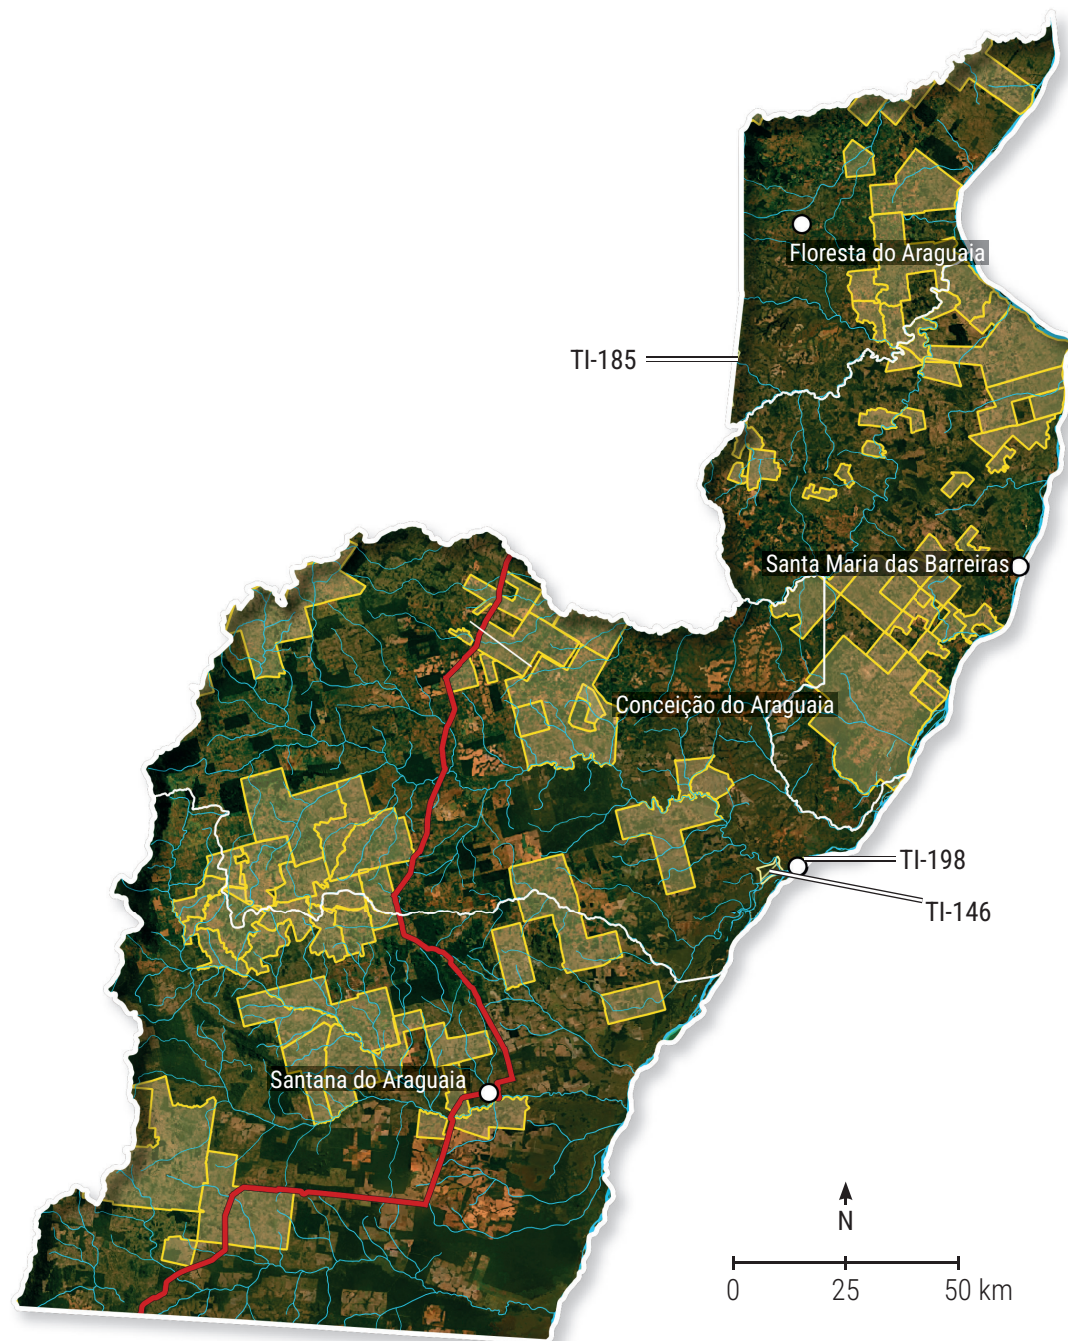 Floresta do Araguaia
TI-185
Santa Maria das Barreiras
Conceição do Araguaia
TI-198
TI-146
Santana do Araguaia
N
0 25 50 km